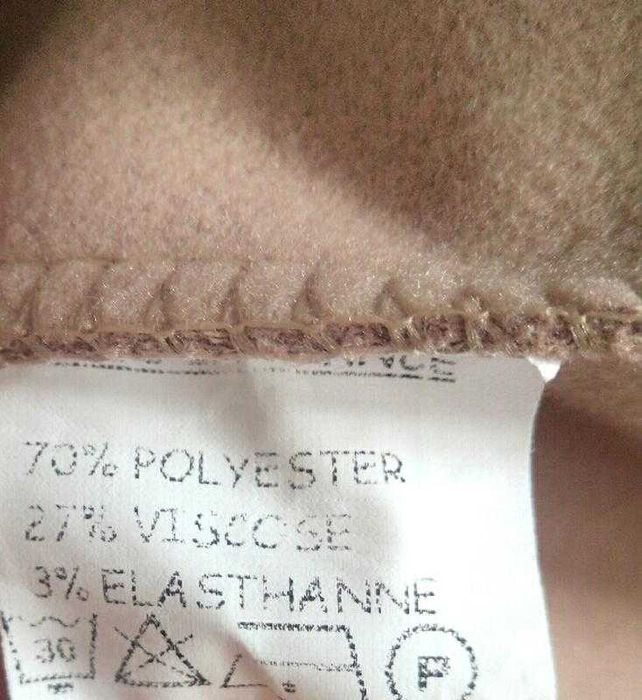 70% POLYESTER
27% VISCOSE
3% ELASTHANNE
30 F